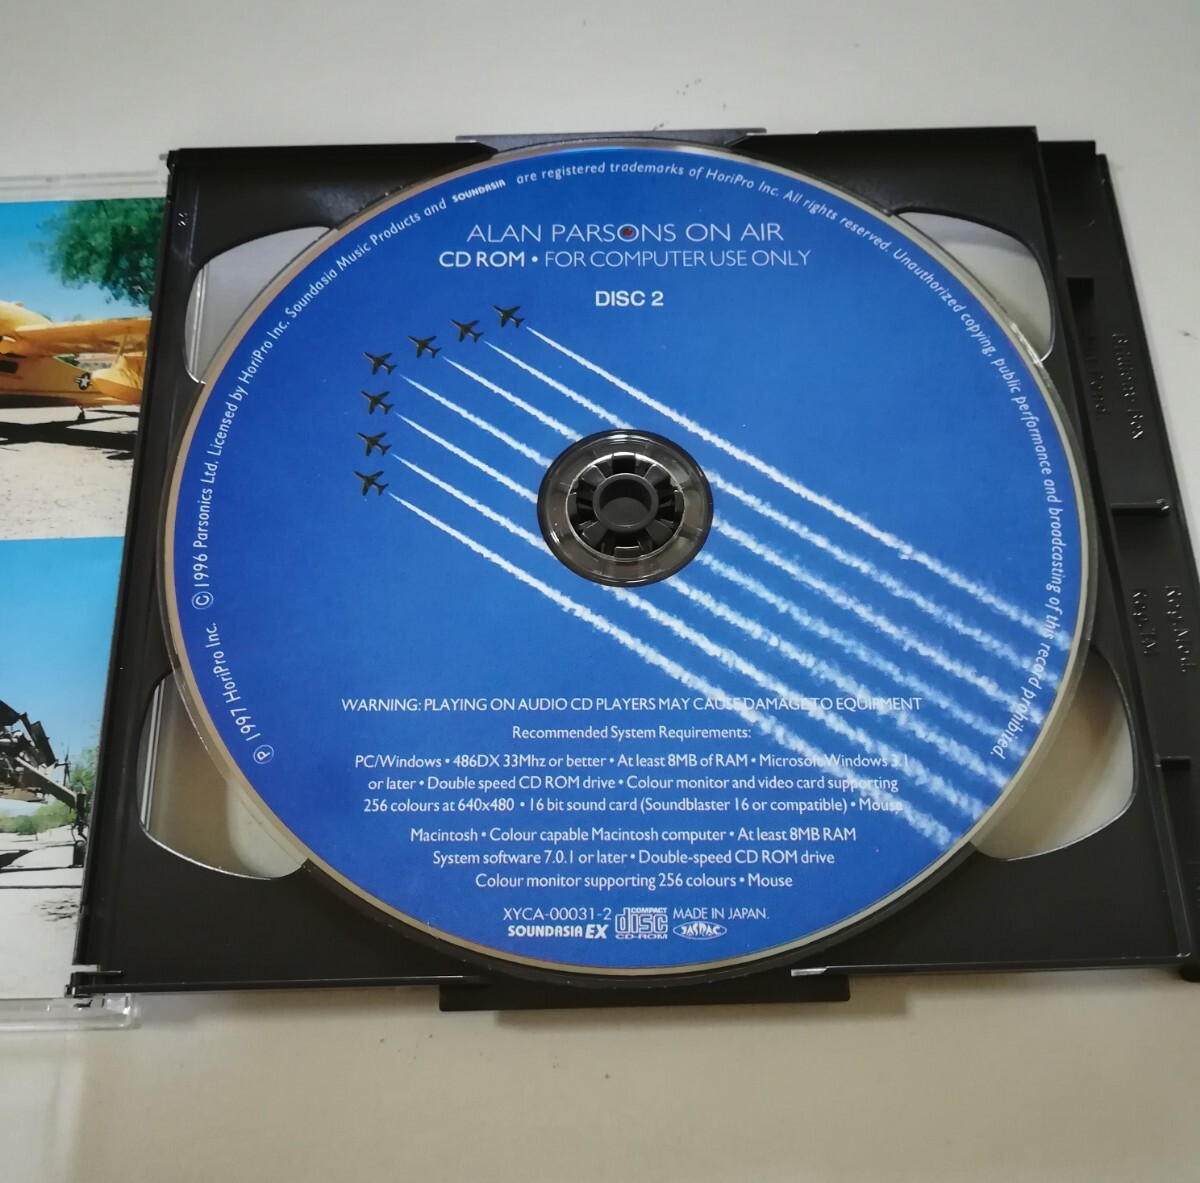 ALAN PARSONS ON AIR
CD ROM • FOR COMPUTER USE ONLY
DISC 2
WARNING: PLAYING ON AUDIO CD PLAYERS MAY CAUSE DAMAGE TO EQUIPMENT
Recommended System Requirements:
PC/Windows • 486DX 33Mhz or better • At least 8MB of RAM • Microsoft Windows 3.1
or later • Double speed CD ROM drive • Colour monitor and video card supporting
256 colours at 640x480 • 16 bit sound card (Soundblaster 16 or compatible) • Mouse
Macintosh • Colour capable Macintosh computer • At least 8MB RAM
System software 7.0.1 or later • Double-speed CD ROM drive
Colour monitor supporting 256 colours • Mouse
XYCA-00031-2 COMPACT disc CD-ROM MADE IN JAPAN.
SOUNDASIA EX JASRAC
Ⓟ 1997 HoriPro Inc. © 1996 Parsonics Ltd. Licensed by HoriPro Inc. Soundasia Music Products and SOUNDASIA are registered trademarks of HoriPro Inc. All rights reserved. Unauthorized copying, public performance and broadcasting of this record prohibited.